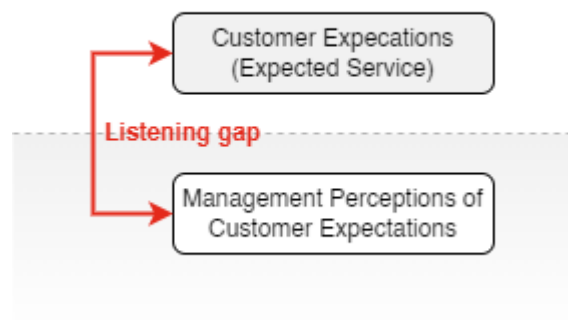 Customer Expecations
(Expected Service)
Listening gap
Management Perceptions of
Customer Expectations